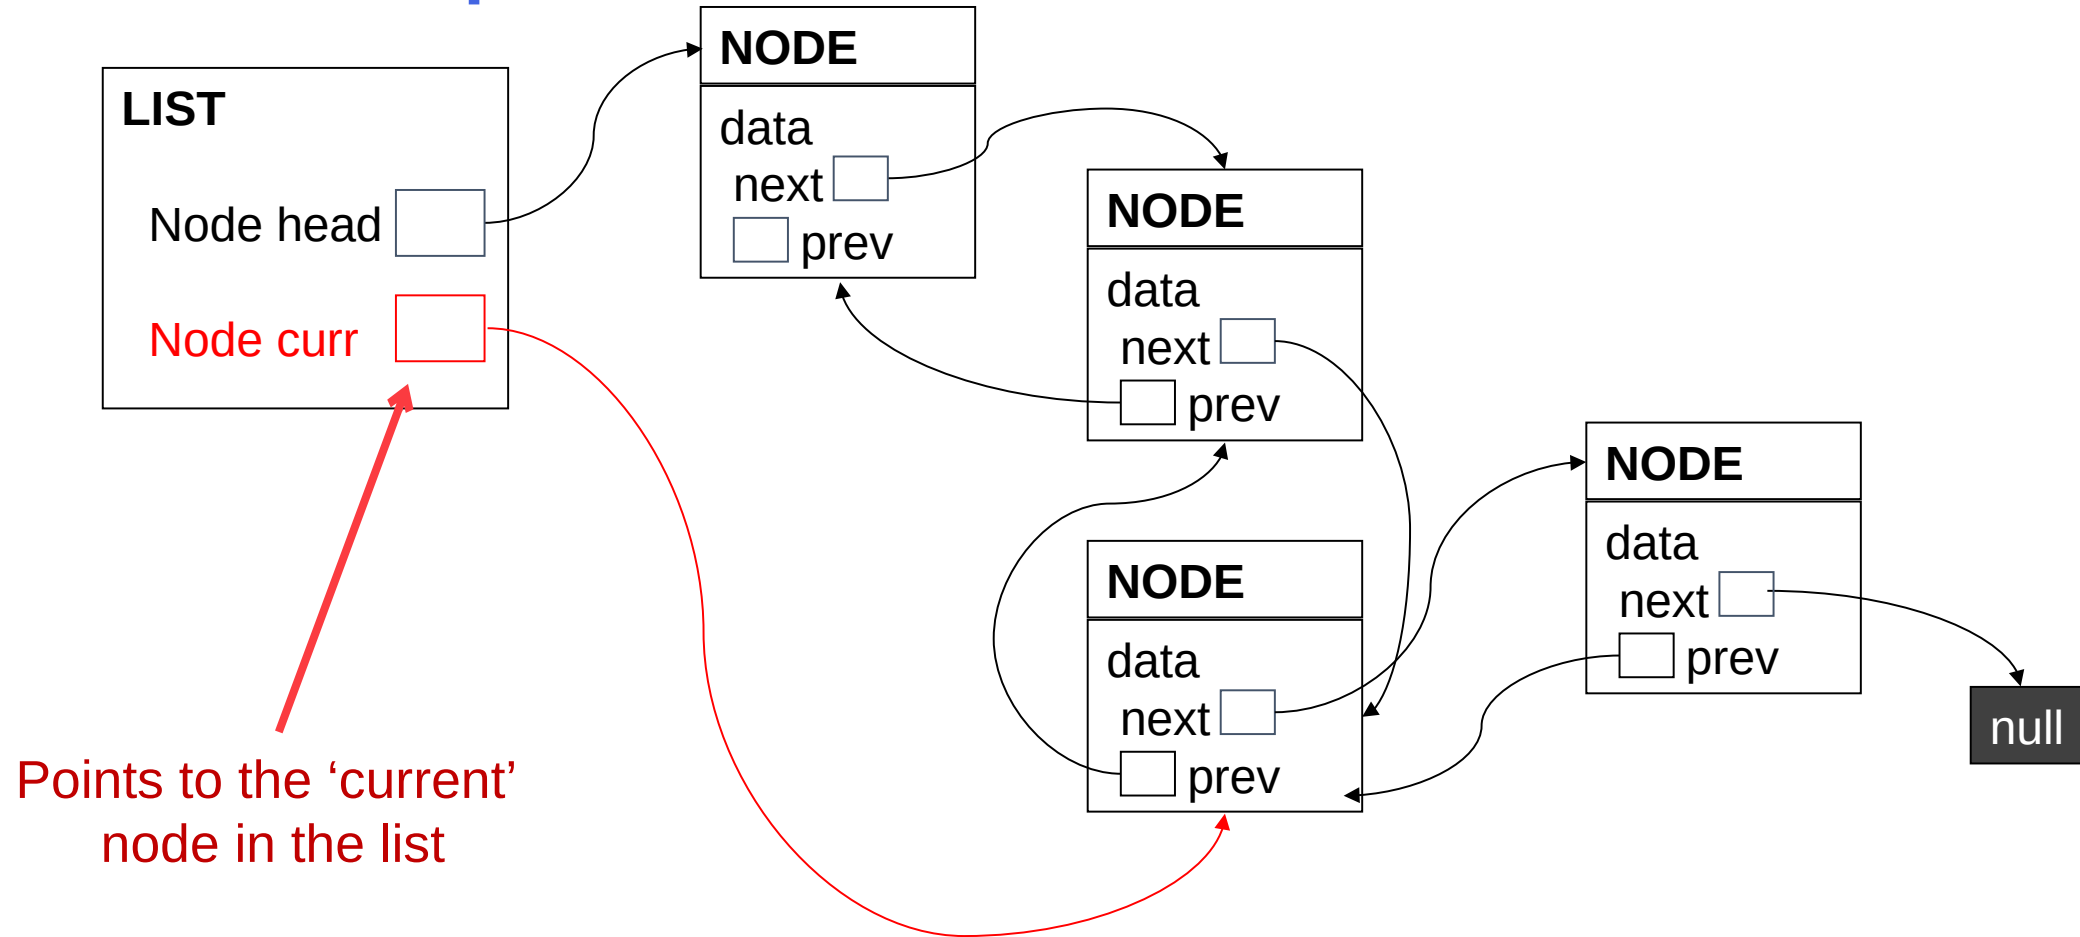 LIST
Node head
Node curr
Points to the ‘current’
node in the list
NODE
data
next
prev
NODE
data
next
prev
NODE
data
next
prev
NODE
data
next
prev
null